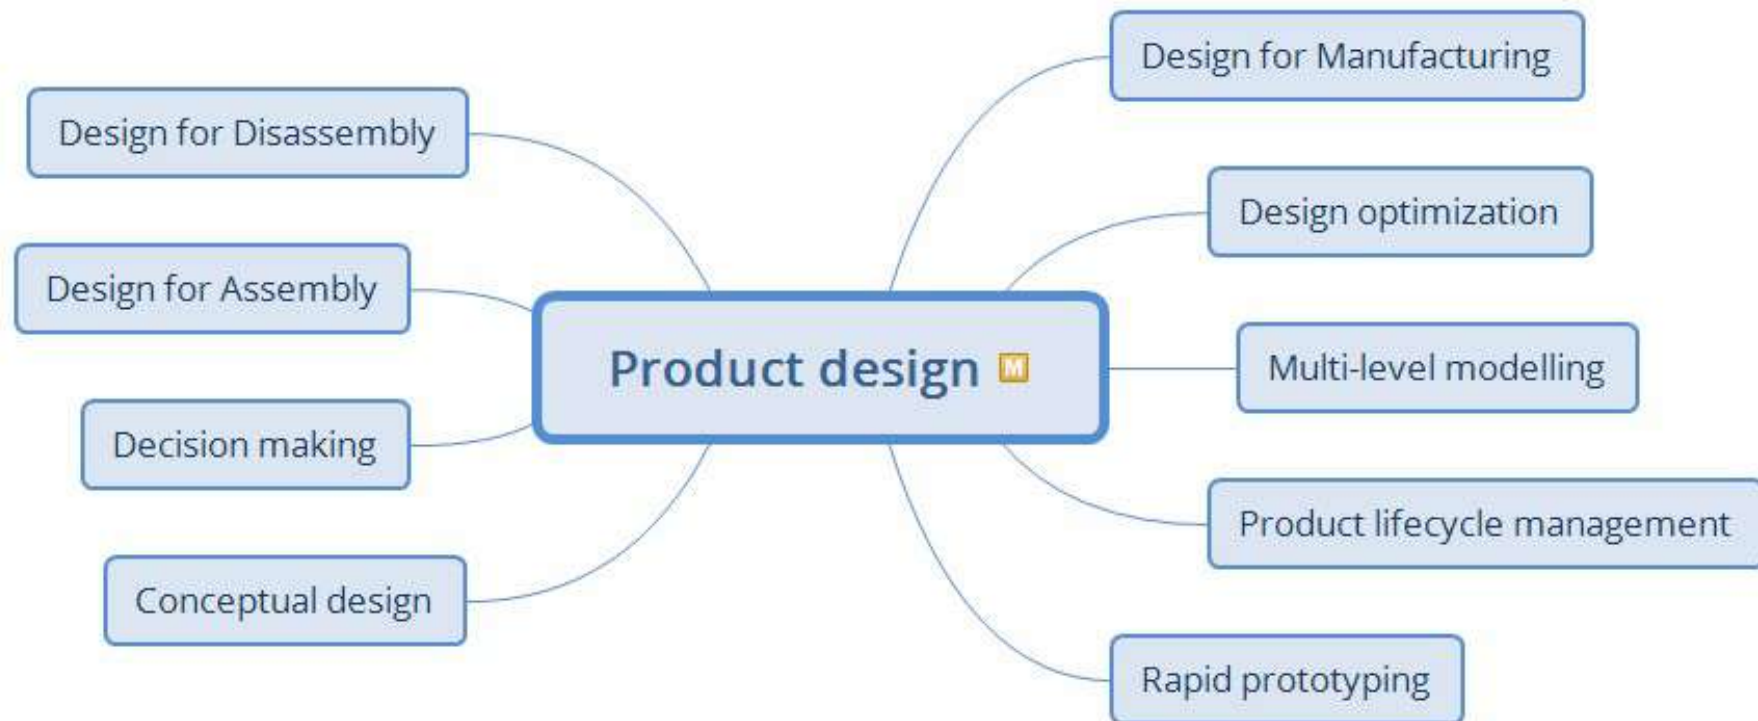 Design for Manufacturing
Design for Disassembly
Design optimization
Design for Assembly
Product design M
Multi-level modelling
Decision making
Product lifecycle management
Conceptual design
Rapid prototyping